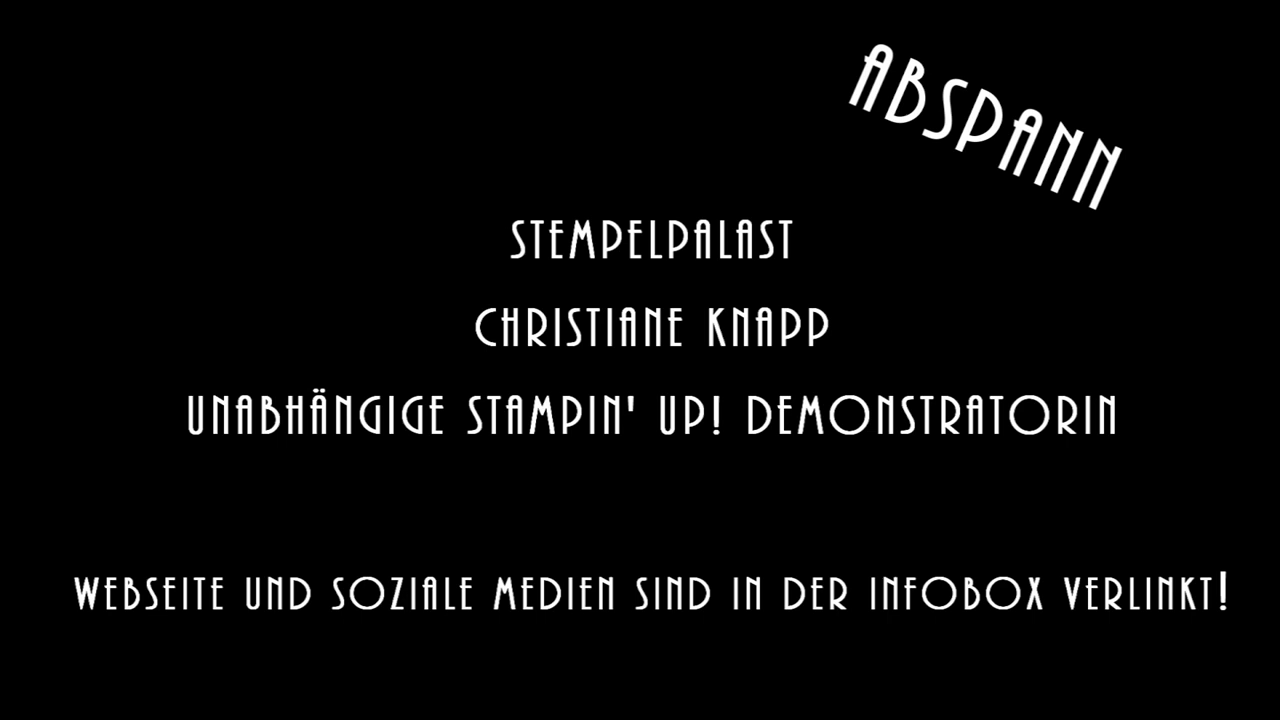 ABSPANN
STEMPELPALAST
CHRISTIANE KNAPP
UNABHÄNGIGE STAMPIN' UP! DEMONSTRATORIN
WEBSEITE UND SOZIALE MEDIEN SIND IN DER INFOBOX VERLINKT!